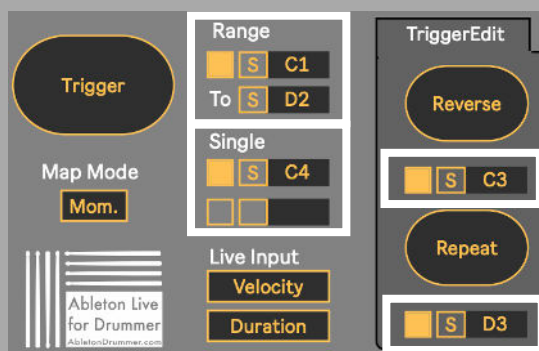 Trigger
Map Mode
Mom.
Ableton Live
for Drummer
AbletonDrummer.com
Range
S C1
To S D2
Single
S C4
Live Input
Velocity
Duration
TriggerEdit
Reverse
S C3
Repeat
S D3